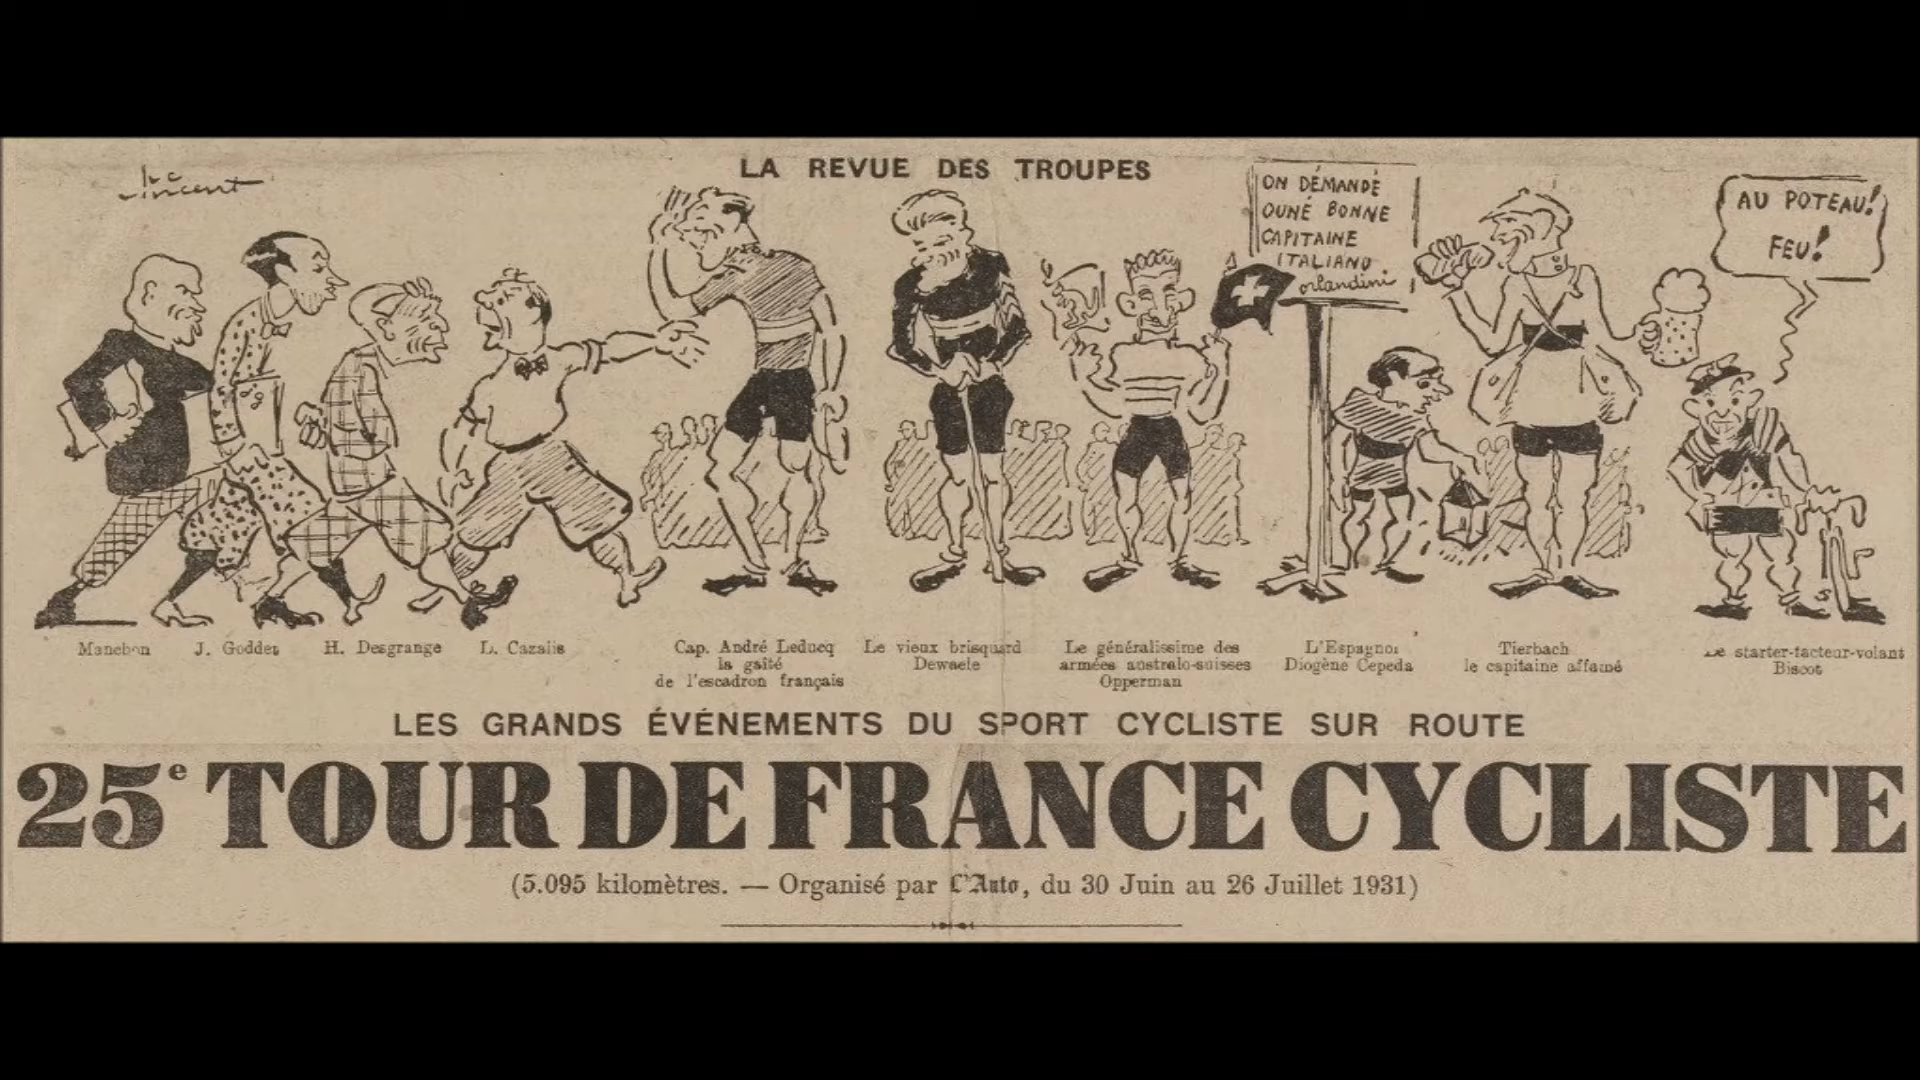 LA REVUE DES TROUPES
Vincent
ON DEMANDÉ
OUNÉ BONNE
CAPITAINE
ITALIANO
orlandini
AU POTEAU!
FEU!
Manchon
J. Goddet
H. Desgrange
L. Cazalis
Cap. André Leducq
la gaîté
de l'escadron français
Le vieux brisquard
Dewaele
Le généralissime des
armées australo-suisses
Opperman
L'Espagnol
Diogène Cepeda
Tierbach
le capitaine affamé
Le starter-facteur-volant
Biscot
LES GRANDS ÉVÉNEMENTS DU SPORT CYCLISTE SUR ROUTE
25e TOUR DE FRANCE CYCLISTE
(5.095 kilomètres. — Organisé par L'Auto, du 30 Juin au 26 Juillet 1931)